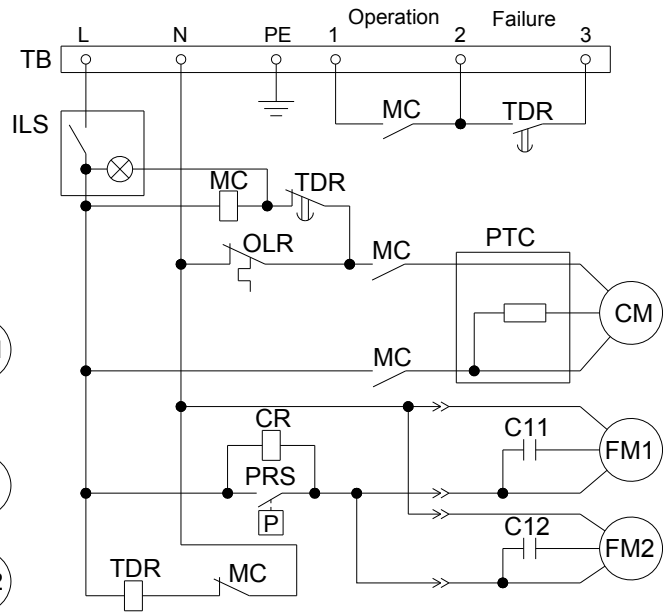 Operation Failure
L N PE 1 2 3
TB
MC TDR
ILS
MC TDR
OLR MC PTC
CM
MC
CR C11
FM1
PRS
P C12
FM2
TDR MC